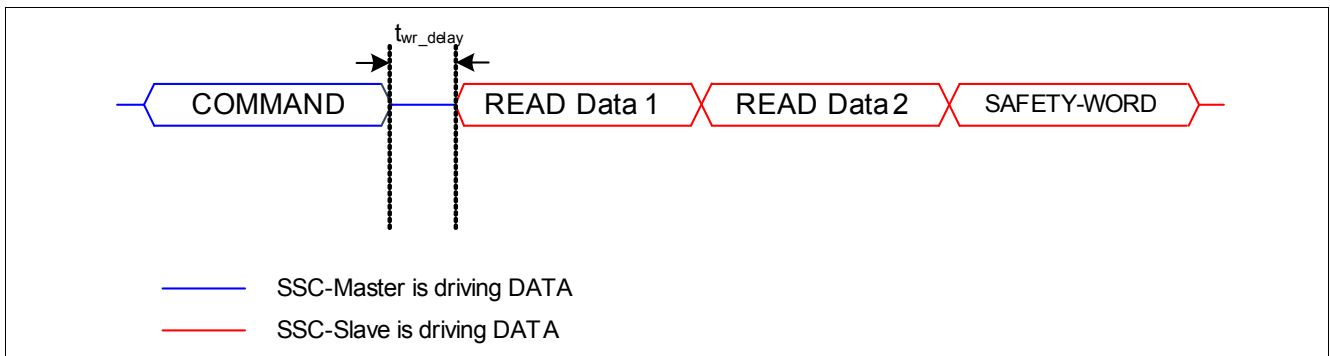 twr_delay
COMMAND READ Data 1 READ Data 2 SAFETY-WORD
SSC-Master is driving DATA
SSC-Slave is driving DATA